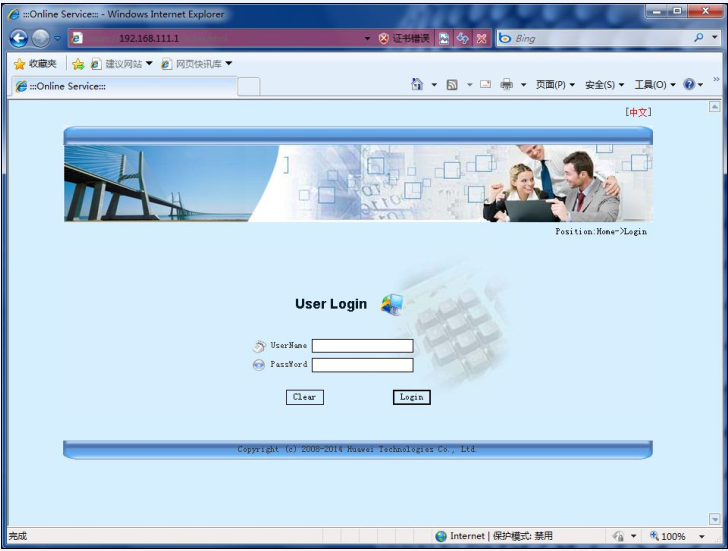 :::Online Service::: - Windows Internet Explorer
192.168.111.1 证书错误 Bing
收藏夹 建议网站 网页快讯库
:::Online Service::: 页面(P) 安全(S) 工具(O)
[中文]
Position:Home->Login
User Login
UserName
PassWord
Clear Login
Copyright (c) 2008-2014 Huawei Technologies Co., Ltd.
完成 Internet | 保护模式: 禁用 100%